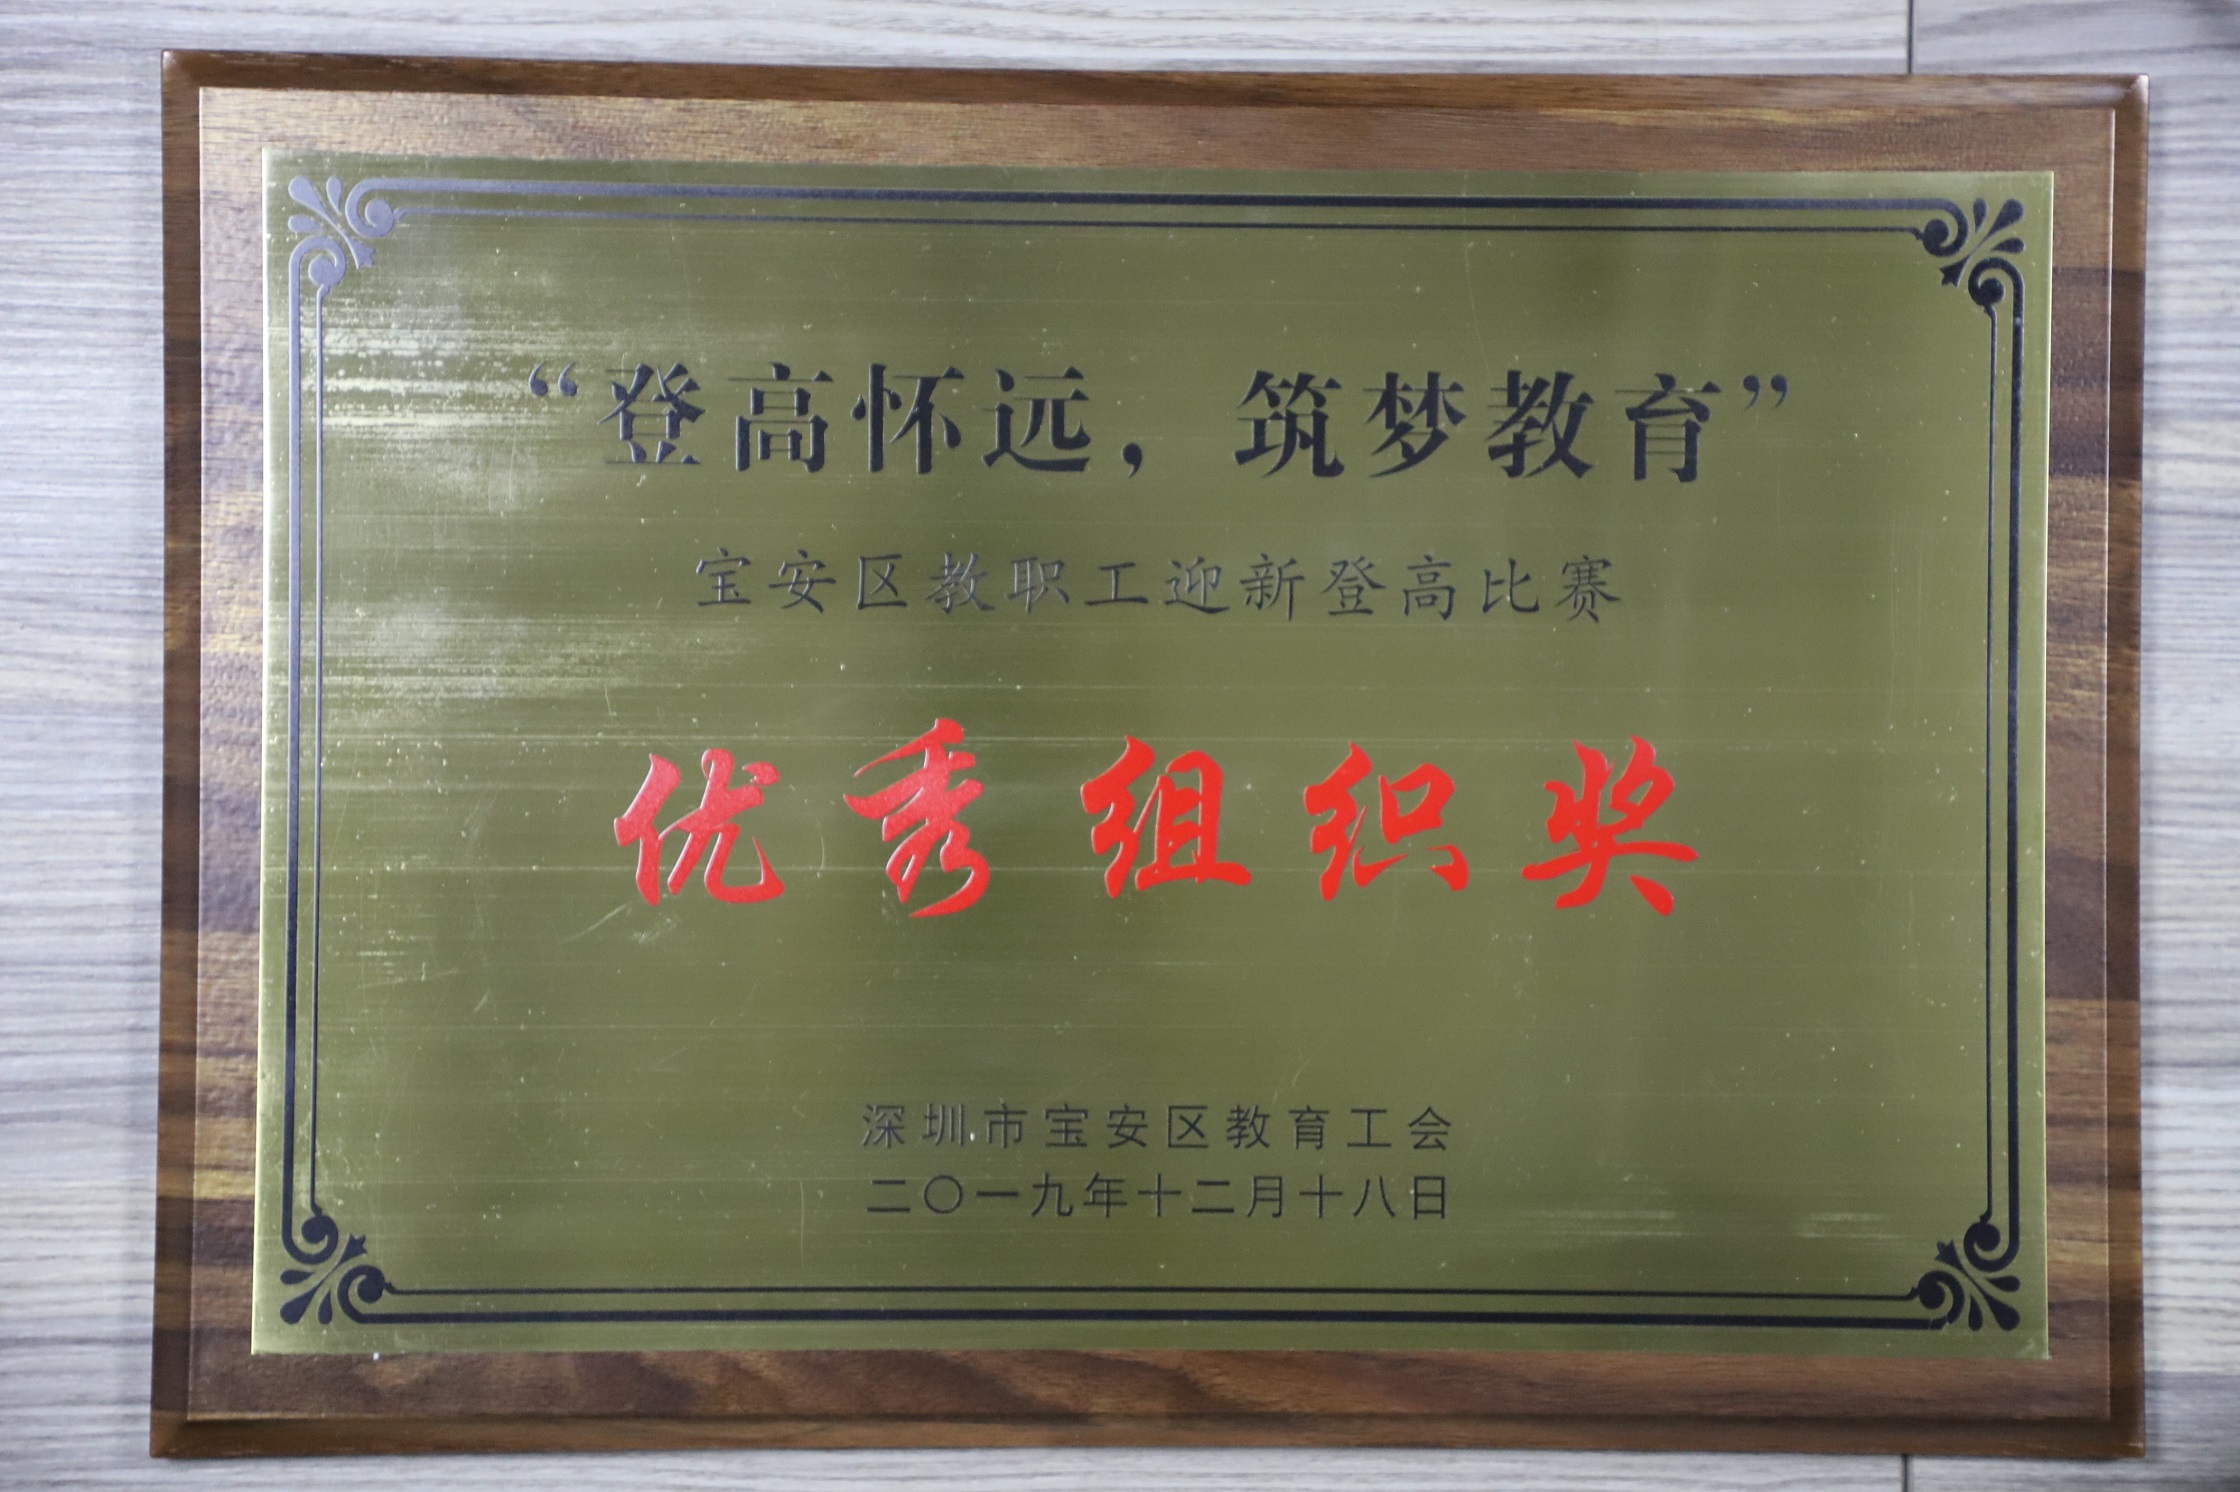 “登高怀远，筑梦教育”
宝安区教职工迎新登高比赛
优秀组织奖
深圳市宝安区教育工会
二〇一九年十二月十八日